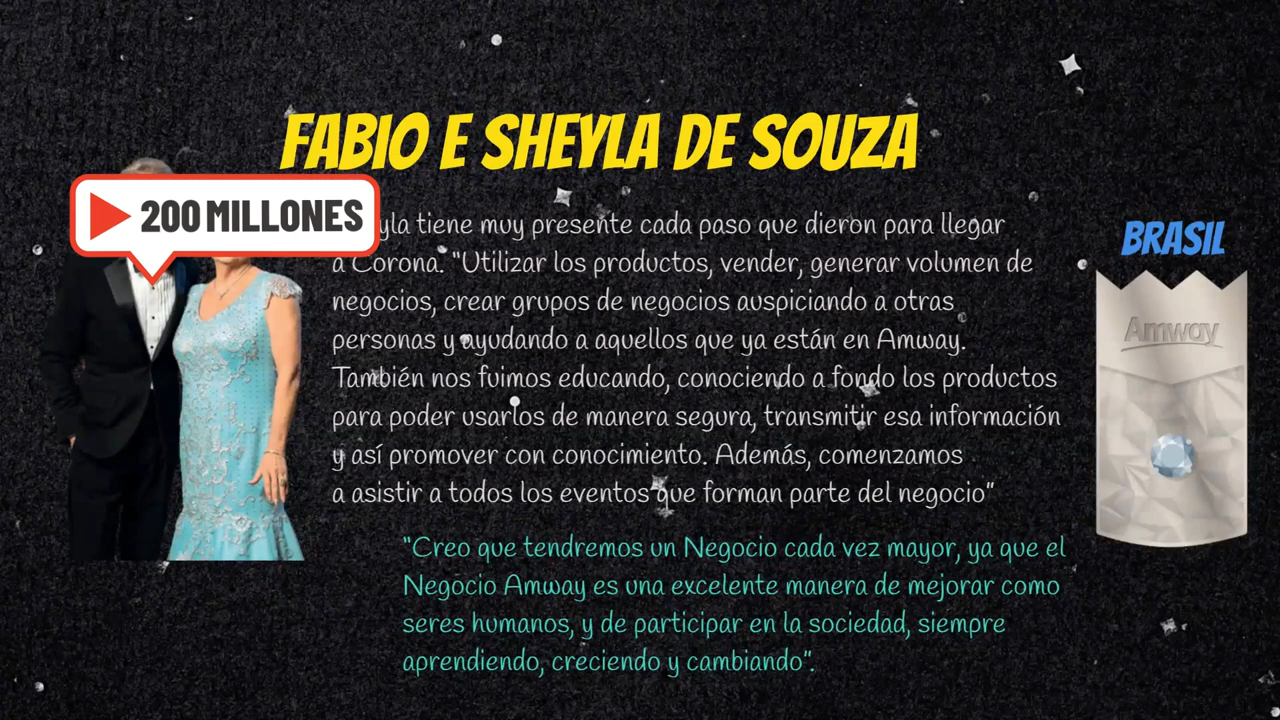 FABIO E SHEYLA DE SOUZA
200 MILLONES
tiene muy presente cada paso que dieron para llegar
a Corona. "Utilizar los productos, vender, generar volumen de
negocios, crear grupos de negocios auspiciando a otras
personas y ayudando a aquellos que ya están en Amway.
También nos fuimos educando, conociendo a fondo los productos
para poder usarlos de manera segura, transmitir esa información
y así promover con conocimiento. Además, comenzamos
a asistir a todos los eventos que forman parte del negocio"
"Creo que tendremos un Negocio cada vez mayor, ya que el
Negocio Amway es una excelente manera de mejorar como
seres humanos, y de participar en la sociedad, siempre
aprendiendo, creciendo y cambiando".
BRASIL
Amway